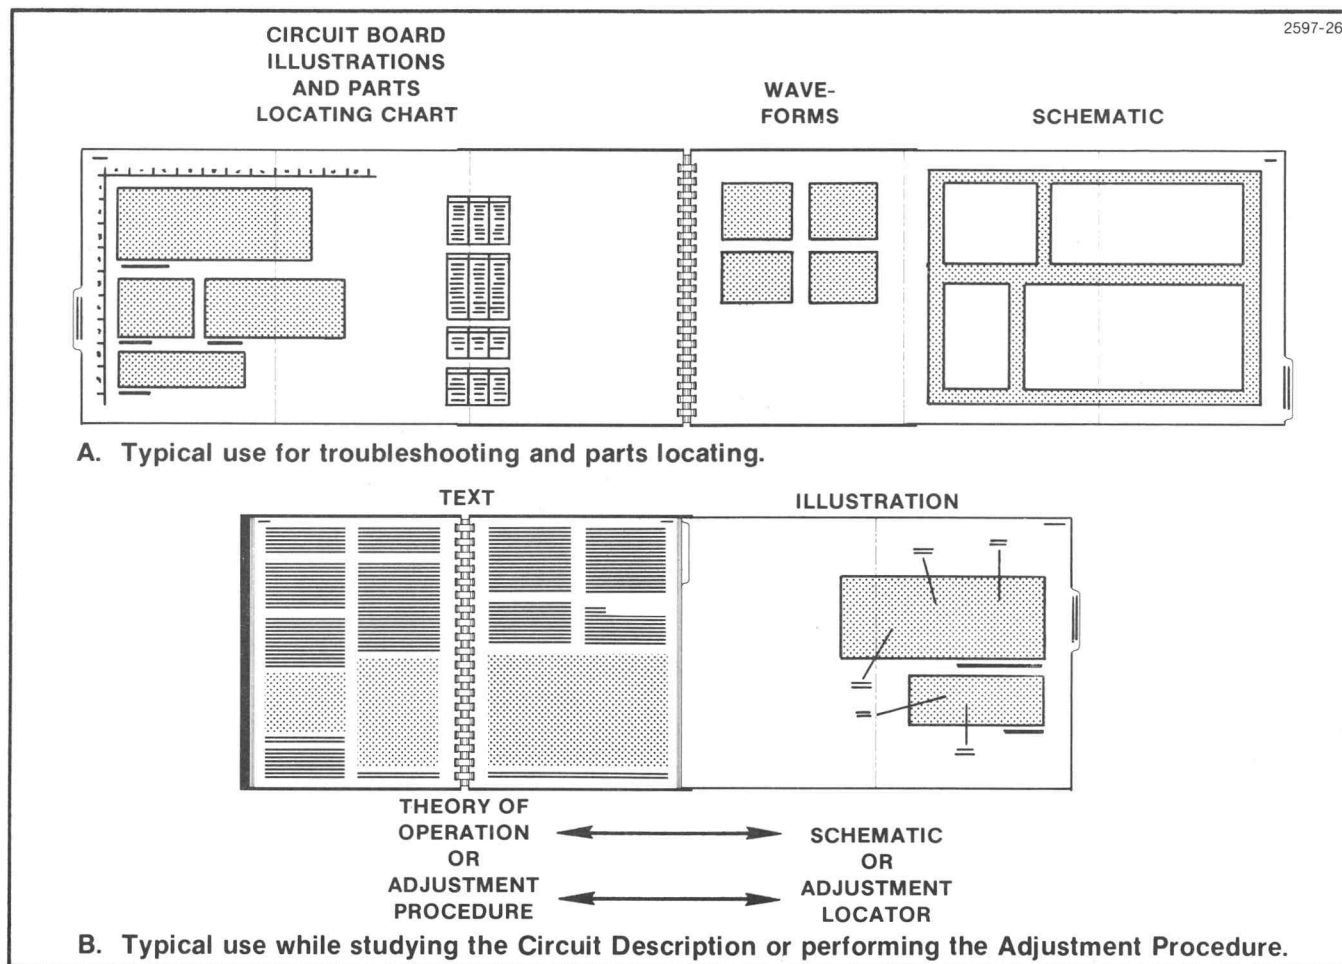 2597-26
CIRCUIT BOARD
ILLUSTRATIONS
AND PARTS
LOCATING CHART
WAVE-
FORMS
SCHEMATIC
A. Typical use for troubleshooting and parts locating.
TEXT
ILLUSTRATION
THEORY OF
OPERATION
OR
ADJUSTMENT
PROCEDURE
SCHEMATIC
OR
ADJUSTMENT
LOCATOR
B. Typical use while studying the Circuit Description or performing the Adjustment Procedure.